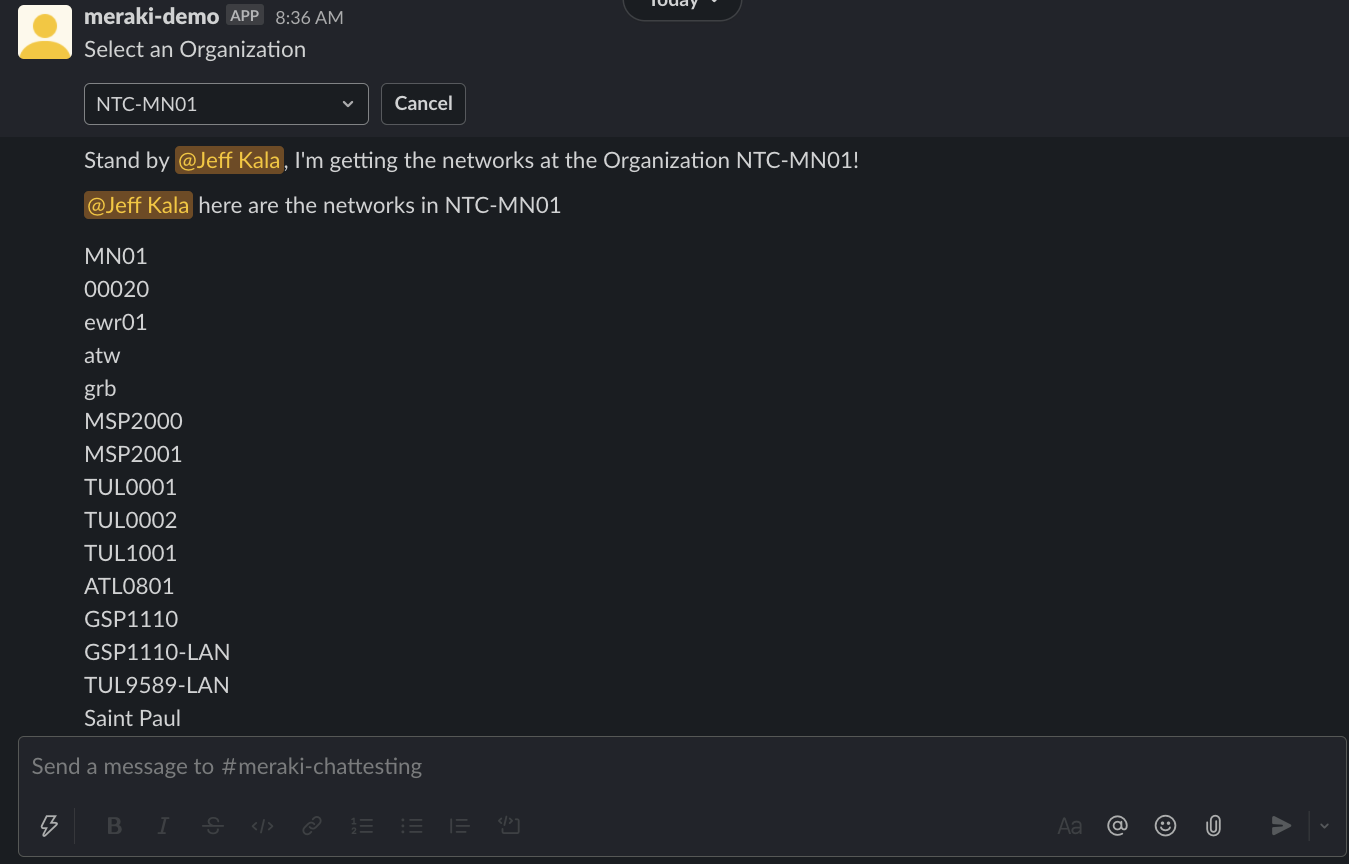 Today
meraki-demo APP 8:36 AM
Select an Organization
NTC-MN01 Cancel
Stand by @Jeff Kala, I'm getting the networks at the Organization NTC-MN01!
@Jeff Kala here are the networks in NTC-MN01
MN01
00020
ewr01
atw
grb
MSP2000
MSP2001
TUL0001
TUL0002
TUL1001
ATL0801
GSP1110
GSP1110-LAN
TUL9589-LAN
Saint Paul
Send a message to #meraki-chattesting
B I S Aa @